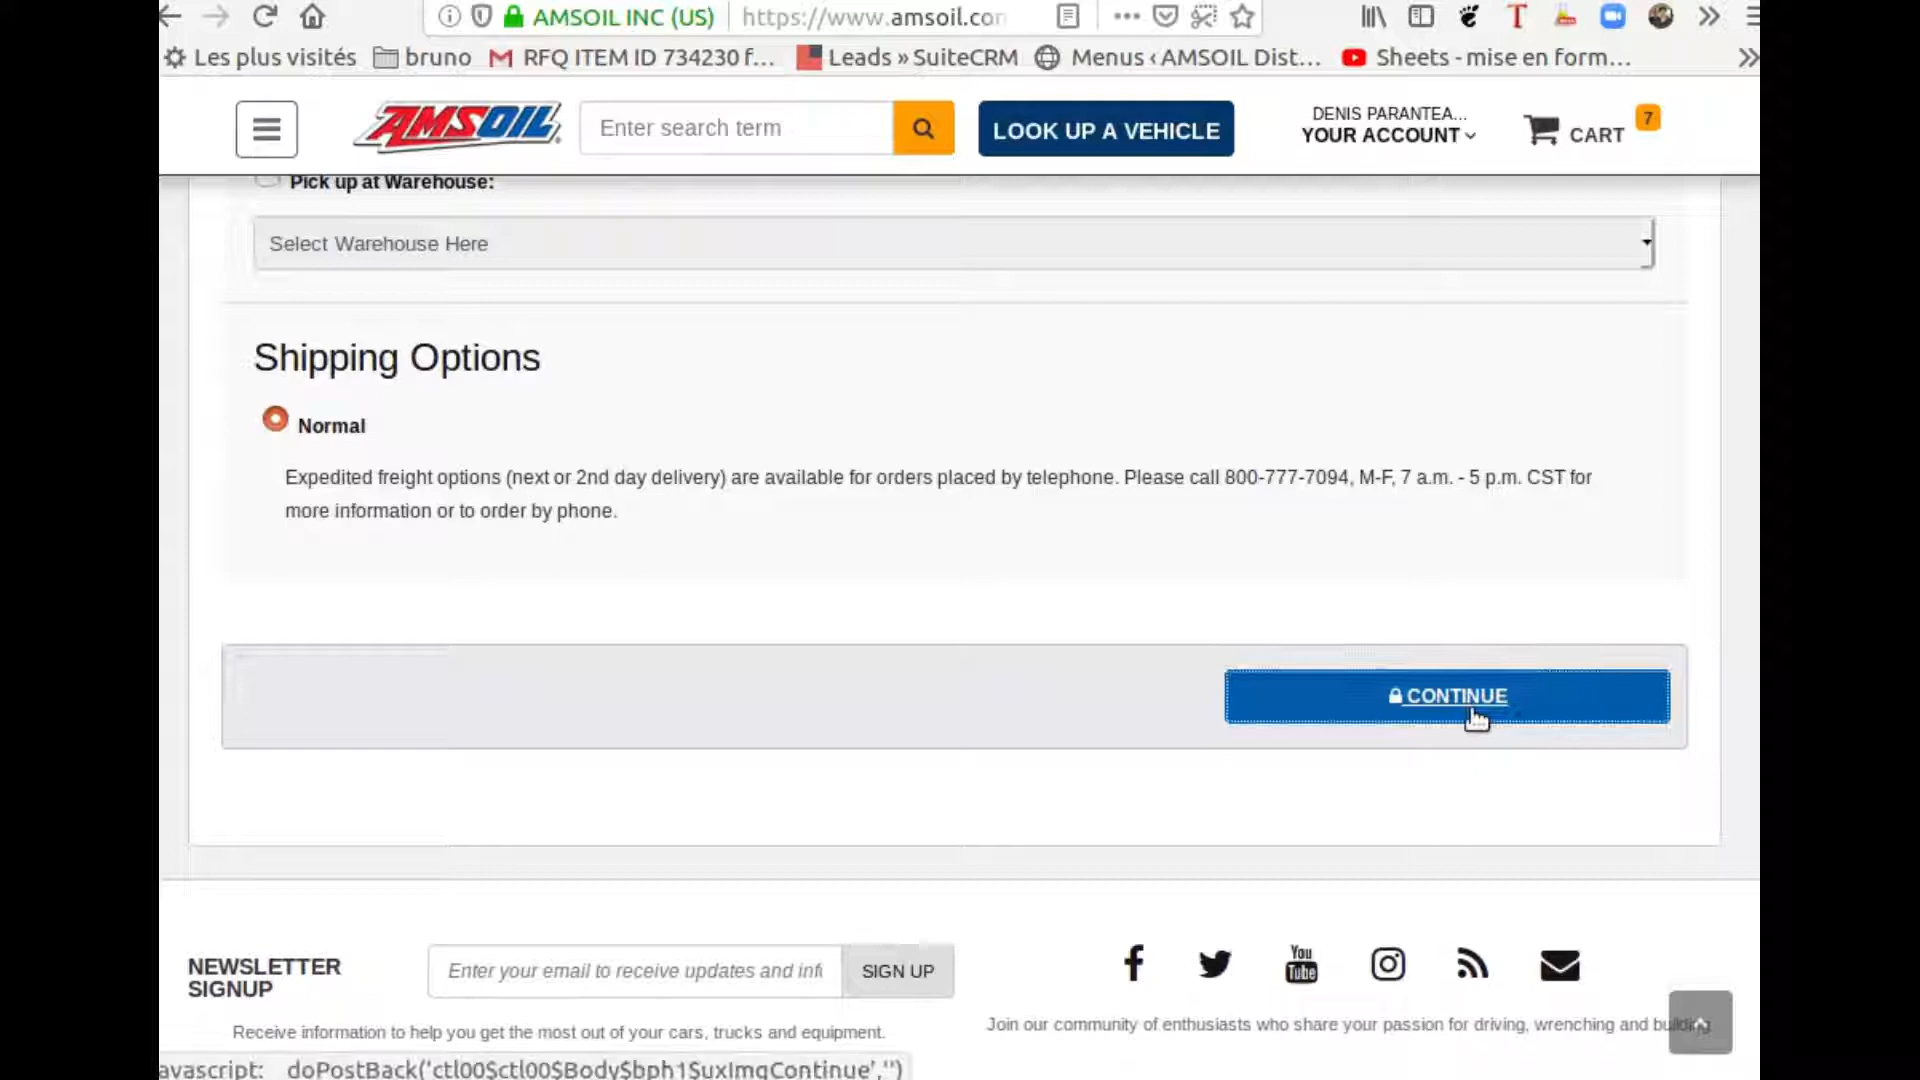 AMSOIL INC (US) https://www.amsoil.con
Les plus visités bruno RFQ ITEM ID 734230 f... Leads » SuiteCRM Menus ‹ AMSOIL Dist... Sheets - mise en form...
AMSOIL Enter search term LOOK UP A VEHICLE DENIS PARANTEA... YOUR ACCOUNT CART 7
Pick up at Warehouse:
Select Warehouse Here
Shipping Options
Normal
Expedited freight options (next or 2nd day delivery) are available for orders placed by telephone. Please call 800-777-7094, M-F, 7 a.m. - 5 p.m. CST for
more information or to order by phone.
CONTINUE
NEWSLETTER
SIGNUP
Enter your email to receive updates and info
SIGN UP
You
Tube
Receive information to help you get the most out of your cars, trucks and equipment.
Join our community of enthusiasts who share your passion for driving, wrenching and building.
avascript: doPostBack('ctl00$ctl00$Body$bph1$uxImgContinue','')